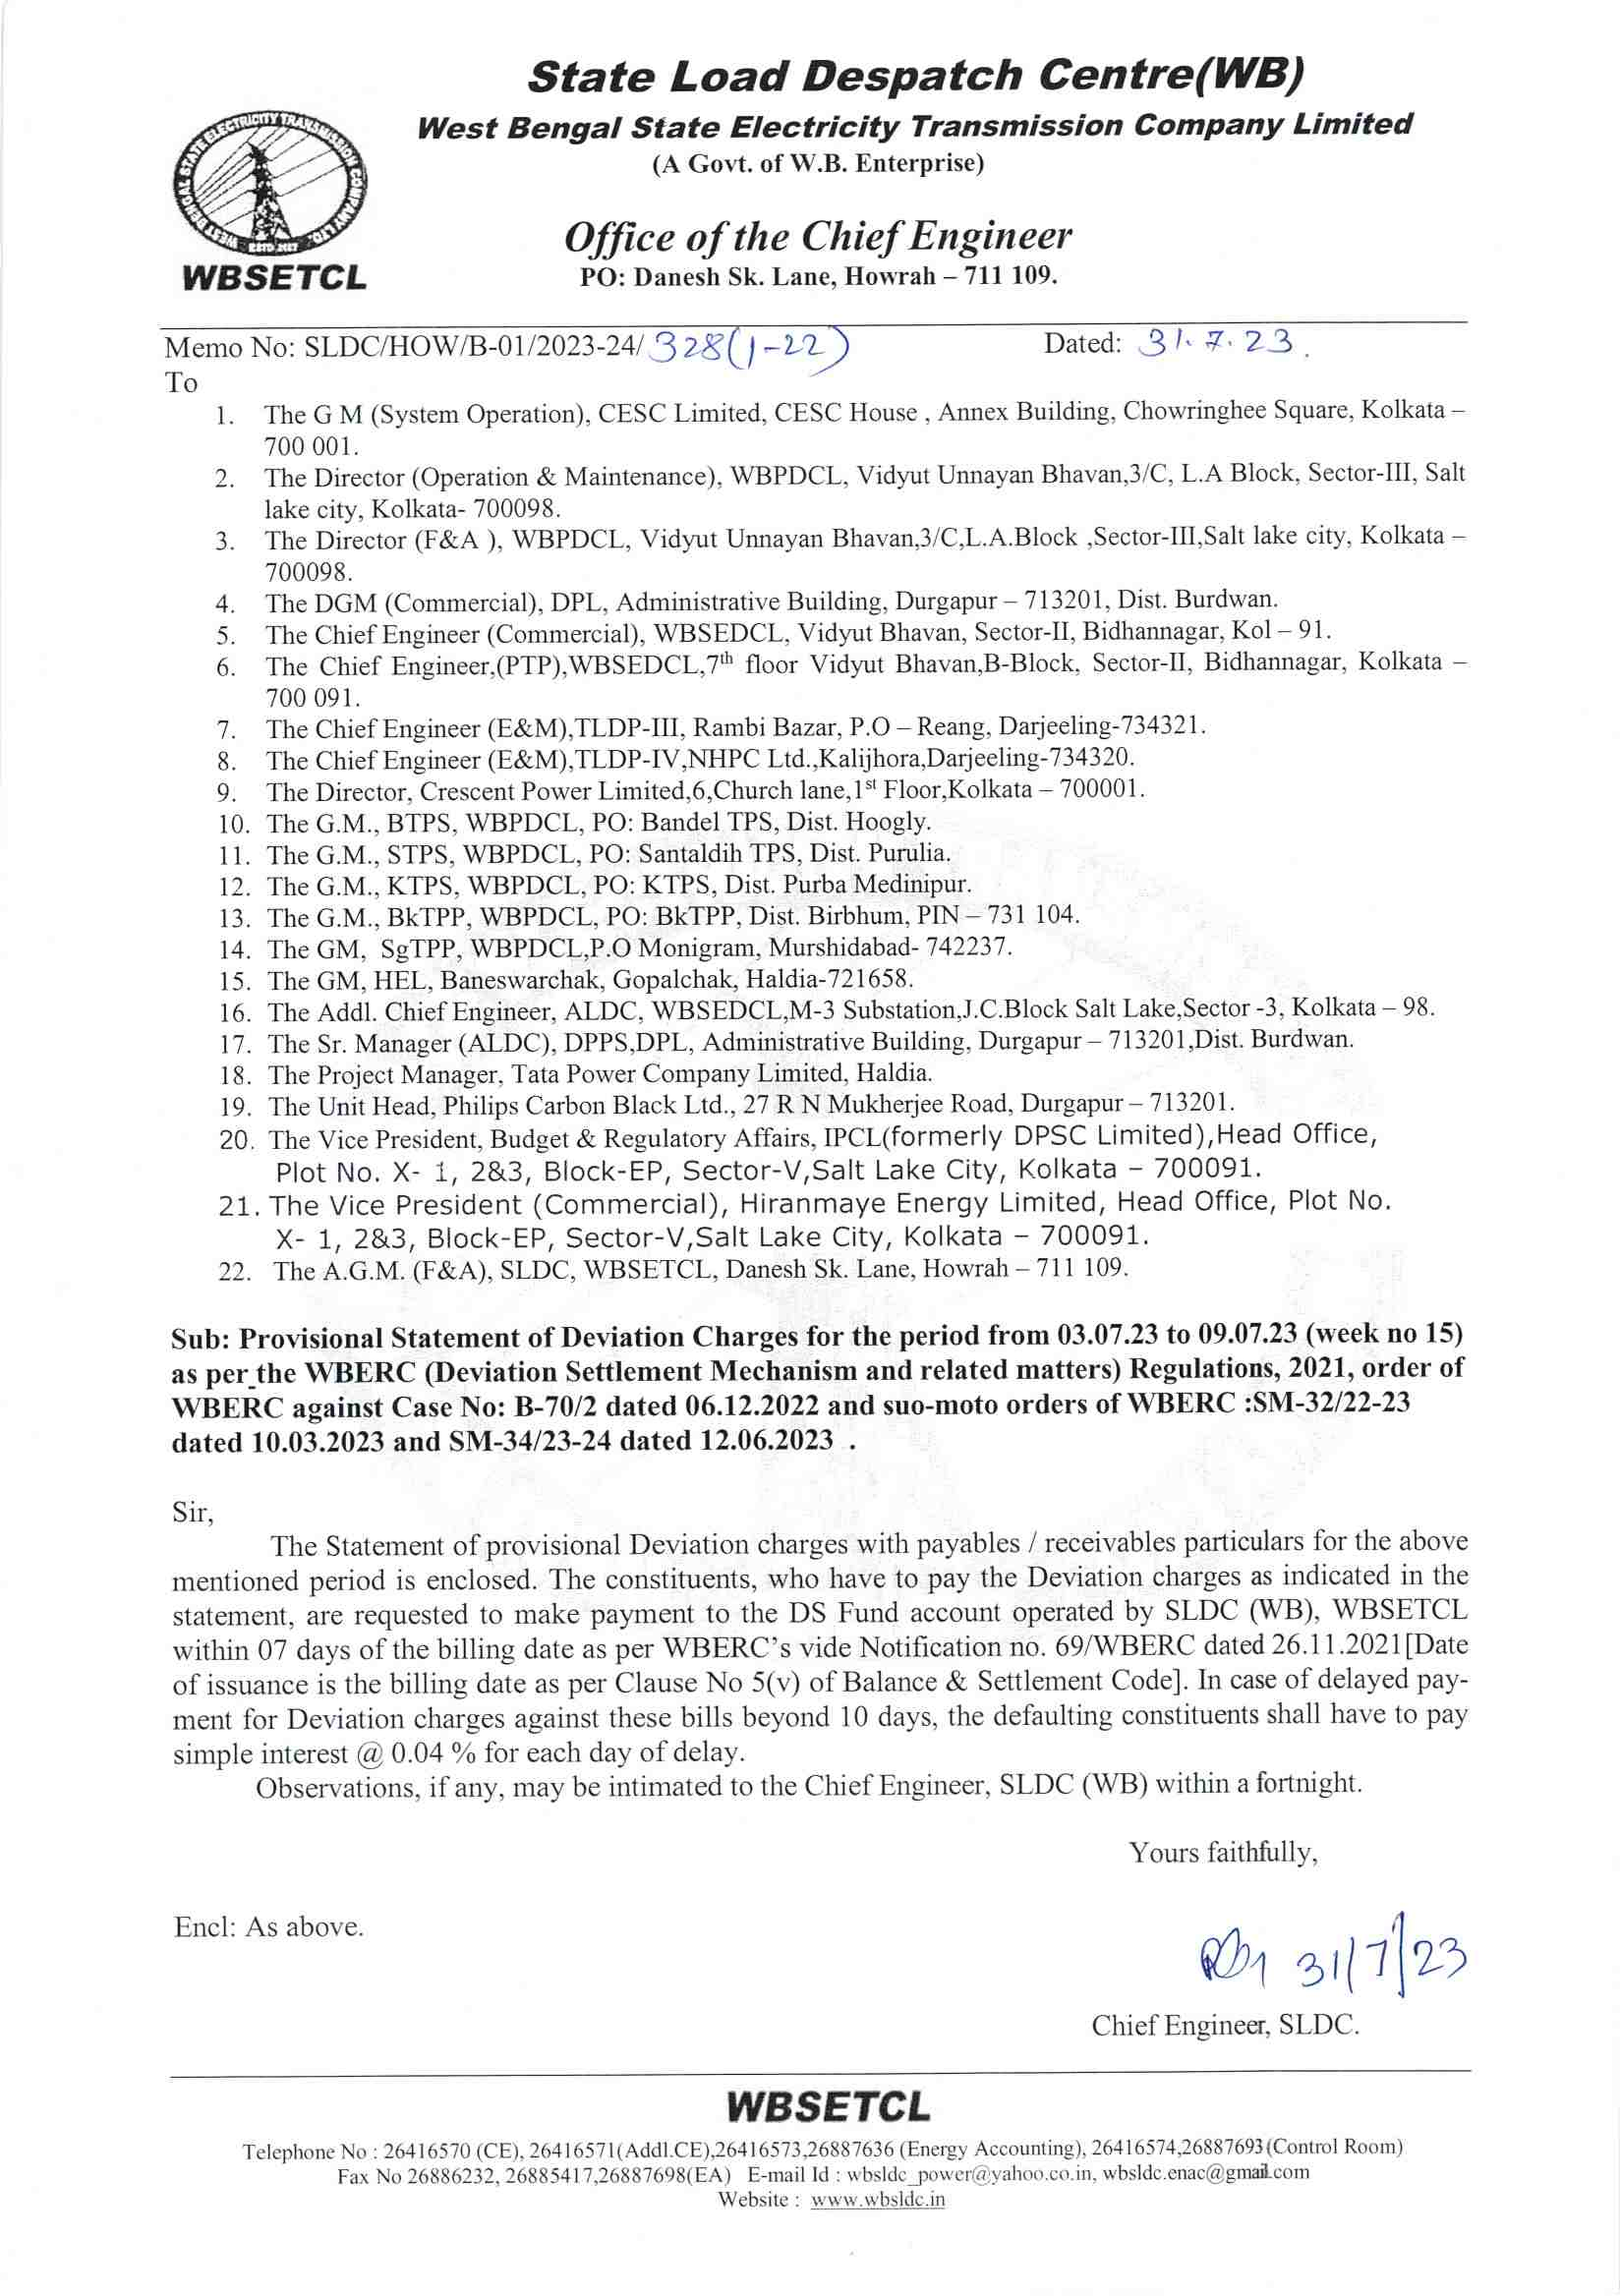 State Load Despatch Centre(WB)
West Bengal State Electricity Transmission Company Limited
(A Govt. of W.B. Enterprise)
WEST BENGAL STATE ELECTRICITY TRANSMISSION COMPANY LTD.
Office of the Chief Engineer
WBSETCL
PO: Danesh Sk. Lane, Howrah – 711 109.
Memo No: SLDC/HOW/B-01/2023-24/ 328(1-22) Dated: 31.7.23.
To
1. The G M (System Operation), CESC Limited, CESC House , Annex Building, Chowringhee Square, Kolkata –
700 001.
2. The Director (Operation & Maintenance), WBPDCL, Vidyut Unnayan Bhavan,3/C, L.A Block, Sector-III, Salt
lake city, Kolkata- 700098.
3. The Director (F&A ), WBPDCL, Vidyut Unnayan Bhavan,3/C,L.A.Block ,Sector-III,Salt lake city, Kolkata –
700098.
4. The DGM (Commercial), DPL, Administrative Building, Durgapur – 713201, Dist. Burdwan.
5. The Chief Engineer (Commercial), WBSEDCL, Vidyut Bhavan, Sector-II, Bidhannagar, Kol – 91.
6. The Chief Engineer,(PTP),WBSEDCL,7th floor Vidyut Bhavan,B-Block, Sector-II, Bidhannagar, Kolkata –
700 091.
7. The Chief Engineer (E&M),TLDP-III, Rambi Bazar, P.O – Reang, Darjeeling-734321.
8. The Chief Engineer (E&M),TLDP-IV,NHPC Ltd.,Kalijhora,Darjeeling-734320.
9. The Director, Crescent Power Limited,6,Church lane,1st Floor,Kolkata – 700001.
10. The G.M., BTPS, WBPDCL, PO: Bandel TPS, Dist. Hoogly.
11. The G.M., STPS, WBPDCL, PO: Santaldih TPS, Dist. Purulia.
12. The G.M., KTPS, WBPDCL, PO: KTPS, Dist. Purba Medinipur.
13. The G.M., BkTPP, WBPDCL, PO: BkTPP, Dist. Birbhum, PIN – 731 104.
14. The GM, SgTPP, WBPDCL,P.O Monigram, Murshidabad- 742237.
15. The GM, HEL, Baneswarchak, Gopalchak, Haldia-721658.
16. The Addl. Chief Engineer, ALDC, WBSEDCL,M-3 Substation,J.C.Block Salt Lake,Sector -3, Kolkata – 98.
17. The Sr. Manager (ALDC), DPPS,DPL, Administrative Building, Durgapur – 713201,Dist. Burdwan.
18. The Project Manager, Tata Power Company Limited, Haldia.
19. The Unit Head, Philips Carbon Black Ltd., 27 R N Mukherjee Road, Durgapur – 713201.
20. The Vice President, Budget & Regulatory Affairs, IPCL(formerly DPSC Limited),Head Office,
Plot No. X- 1, 2&3, Block-EP, Sector-V,Salt Lake City, Kolkata – 700091.
21. The Vice President (Commercial), Hiranmaye Energy Limited, Head Office, Plot No.
X- 1, 2&3, Block-EP, Sector-V,Salt Lake City, Kolkata – 700091.
22. The A.G.M. (F&A), SLDC, WBSETCL, Danesh Sk. Lane, Howrah – 711 109.
Sub: Provisional Statement of Deviation Charges for the period from 03.07.23 to 09.07.23 (week no 15)
as per the WBERC (Deviation Settlement Mechanism and related matters) Regulations, 2021, order of
WBERC against Case No: B-70/2 dated 06.12.2022 and suo-moto orders of WBERC :SM-32/22-23
dated 10.03.2023 and SM-34/23-24 dated 12.06.2023 .
Sir,
The Statement of provisional Deviation charges with payables / receivables particulars for the above
mentioned period is enclosed. The constituents, who have to pay the Deviation charges as indicated in the
statement, are requested to make payment to the DS Fund account operated by SLDC (WB), WBSETCL
within 07 days of the billing date as per WBERC’s vide Notification no. 69/WBERC dated 26.11.2021[Date
of issuance is the billing date as per Clause No 5(v) of Balance & Settlement Code]. In case of delayed pay-
ment for Deviation charges against these bills beyond 10 days, the defaulting constituents shall have to pay
simple interest @ 0.04 % for each day of delay.
Observations, if any, may be intimated to the Chief Engineer, SLDC (WB) within a fortnight.
Yours faithfully,
Encl: As above.
31/7/23
Chief Engineer, SLDC.
WBSETCL
Telephone No : 26416570 (CE), 26416571(Addl.CE),26416573,26887636 (Energy Accounting), 26416574,26887693(Control Room)
Fax No 26886232, 26885417,26887698(EA) E-mail Id : wbsldc_power@yahoo.co.in, wbsldc.enac@gmail.com
Website : www.wbsldc.in